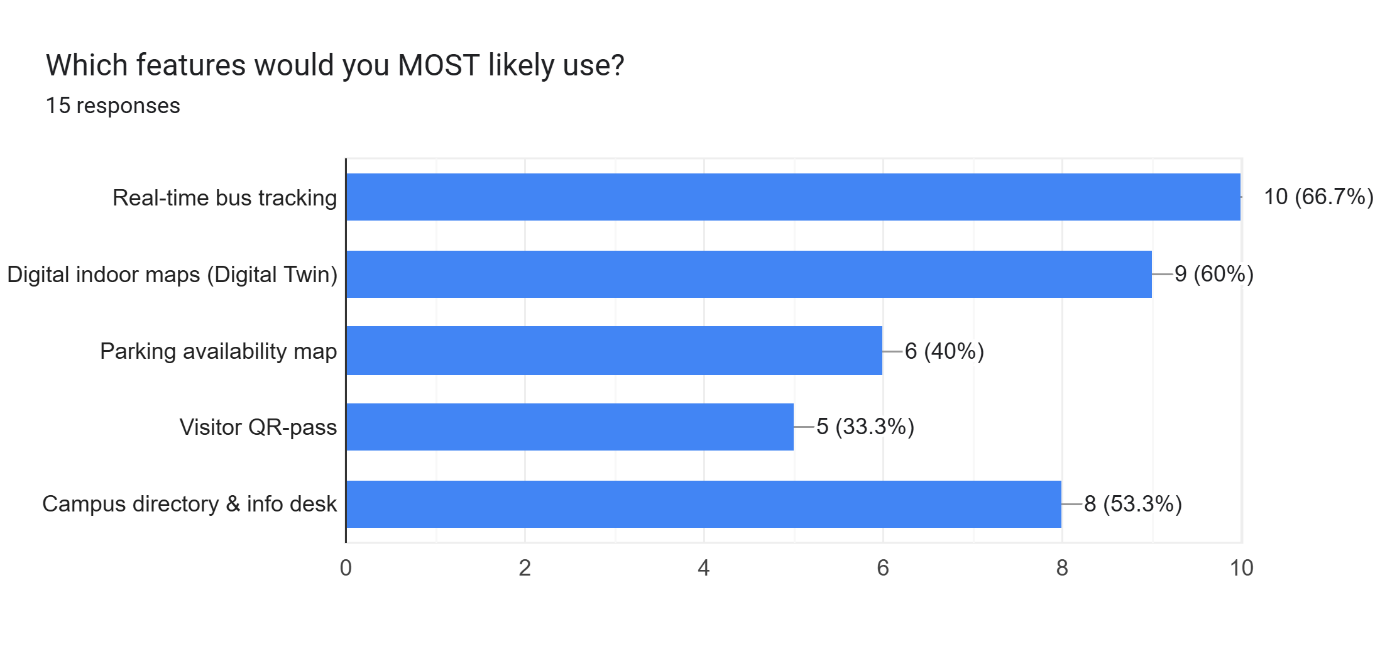 Which features would you MOST likely use?
15 responses
Real-time bus tracking 10 (66.7%)
Digital indoor maps (Digital Twin) 9 (60%)
Parking availability map 6 (40%)
Visitor QR-pass 5 (33.3%)
Campus directory & info desk 8 (53.3%)
0 2 4 6 8 10